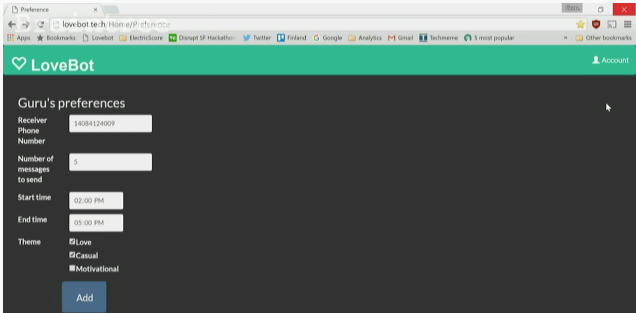 Preference
lovebot.tech/Home/Preference
Apps Bookmarks Lovebot ElectricScore Disrupt SF Hackathon Twitter Finland Google Analytics Gmail Techmeme 5 most popular » Other bookmarks
LoveBot
Account
Guru's preferences
Receiver Phone Number 14084124009
Number of messages to send 5
Start time 02:00 PM
End time 05:00 PM
Theme Love
Casual
Motivational
Add